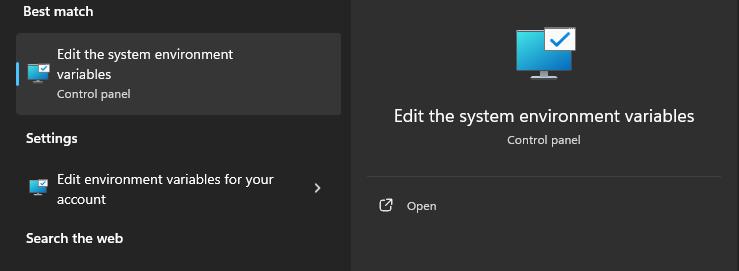 Best match
Edit the system environment
variables
Control panel
Settings
Edit environment variables for your
account
Search the web
Edit the system environment variables
Control panel
Open